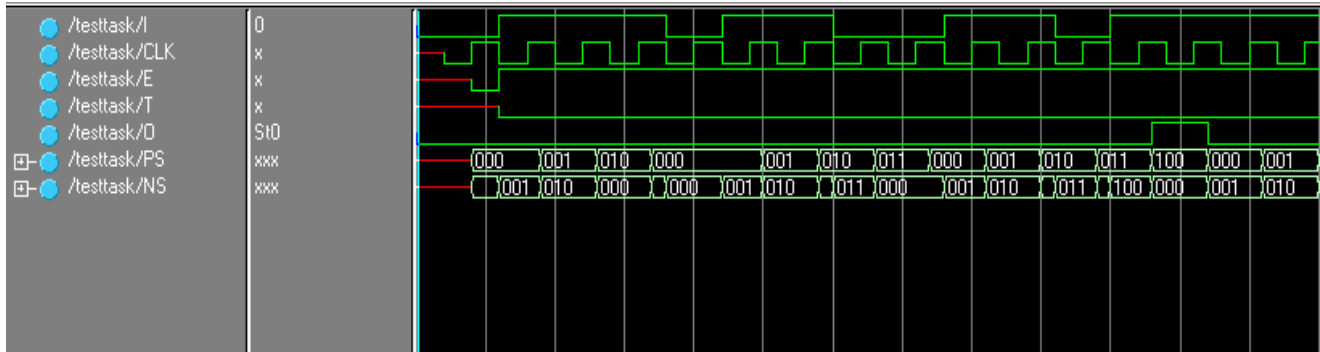 /testtask/I 0
/testtask/CLK x
/testtask/E x
/testtask/T x
/testtask/O St0
/testtask/PS xxx 000 001 010 000 001 010 011 000 001 010 011 100 000 001
/testtask/NS xxx 001 010 000 000 001 010 011 000 001 010 011 100 000 001 010